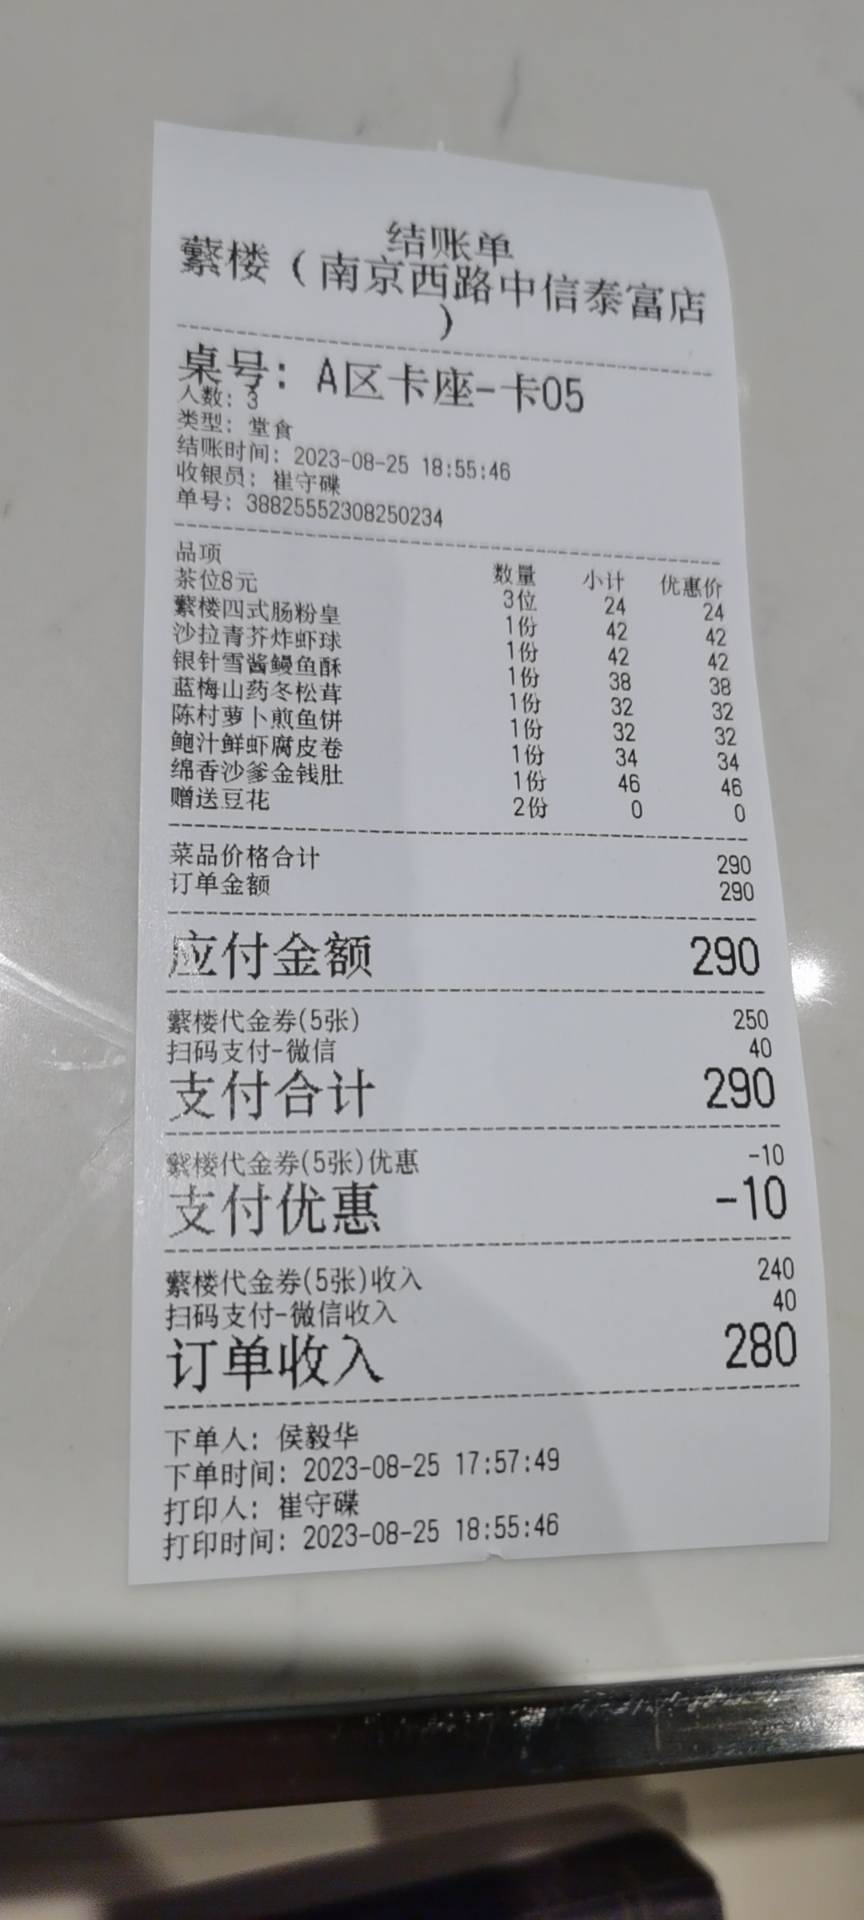 结账单
蘩楼（南京西路中信泰富店
）
桌号：A区卡座-卡05
人数：3
类型：堂食
结账时间：2023-08-25 18:55:46
收银员：崔守碟
单号：388255552308250234
品项 数量 小计 优惠价
茶位8元 3位 24 24
蘩楼四式肠粉皇 1份 42 42
沙拉青芥炸虾球 1份 42 42
银针雪酱鳗鱼酥 1份 38 38
蓝梅山药冬松茸 1份 32 32
陈村萝卜煎鱼饼 1份 32 32
鲍汁鲜虾腐皮卷 1份 34 34
绵香沙爹金钱肚 1份 46 46
赠送豆花 2份 0 0
菜品价格合计 290
订单金额 290
应付金额 290
蘩楼代金券(5张) 250
扫码支付-微信 40
支付合计 290
蘩楼代金券(5张)优惠 -10
支付优惠 -10
蘩楼代金券(5张)收入 240
扫码支付-微信收入 40
订单收入 280
下单人：侯毅华
下单时间：2023-08-25 17:57:49
打印人：崔守碟
打印时间：2023-08-25 18:55:46